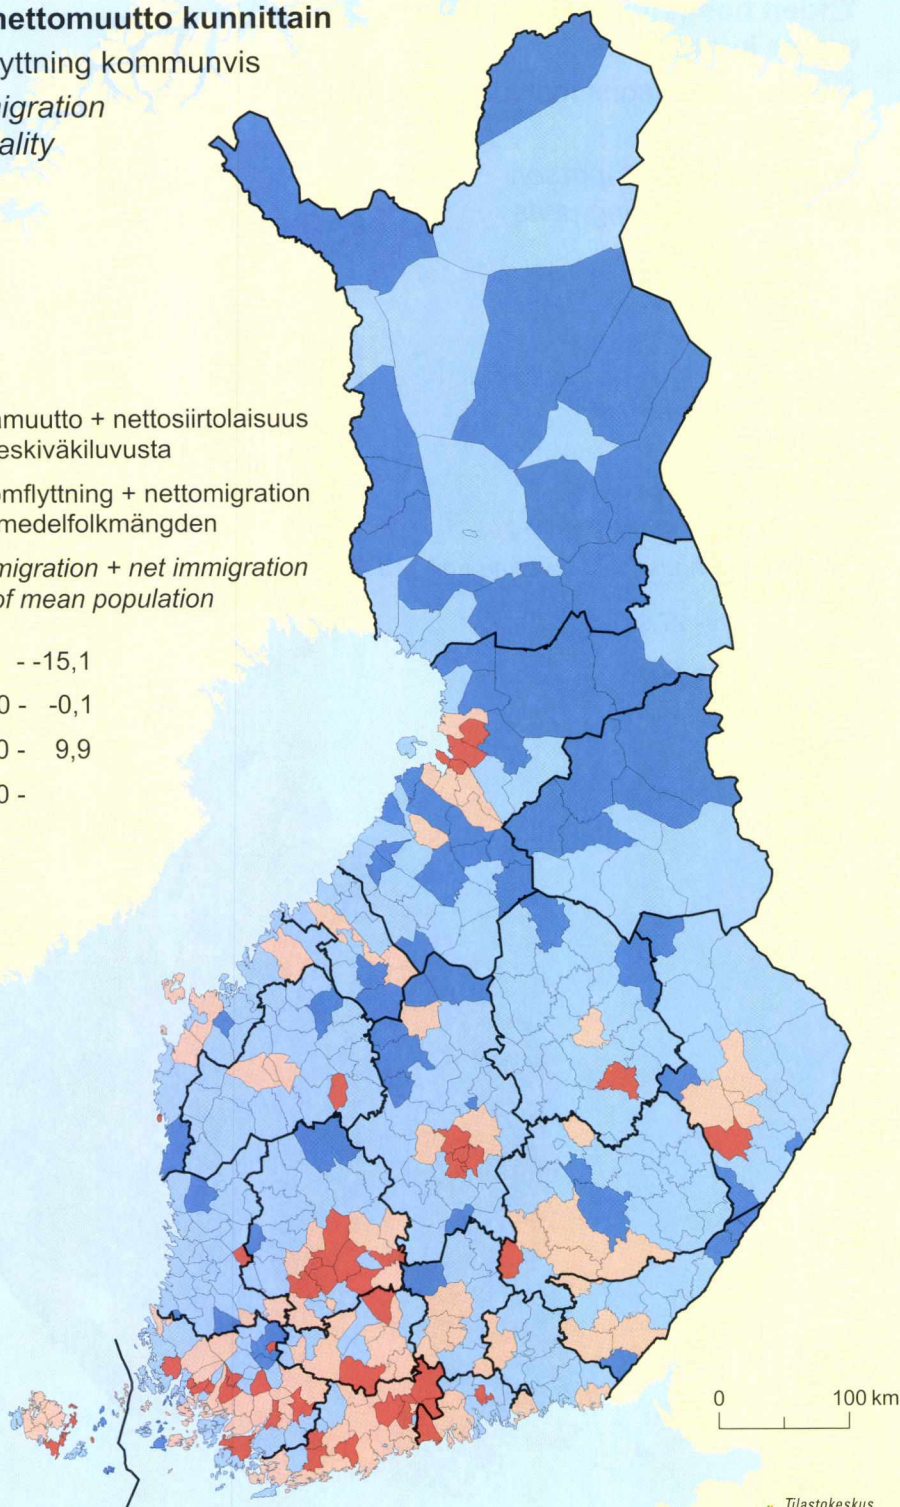 nettomuutto kunnittain
yttning kommunvis
igration
ality
muutto + nettosiirtolaisuus
eskiväkiluvusta
omflyttning + nettomigration
medelfolkmängden
migration + net immigration
of mean population
- -15,1
0 - -0,1
0 - 9,9
0 -
0 100 km
Tilastokeskus